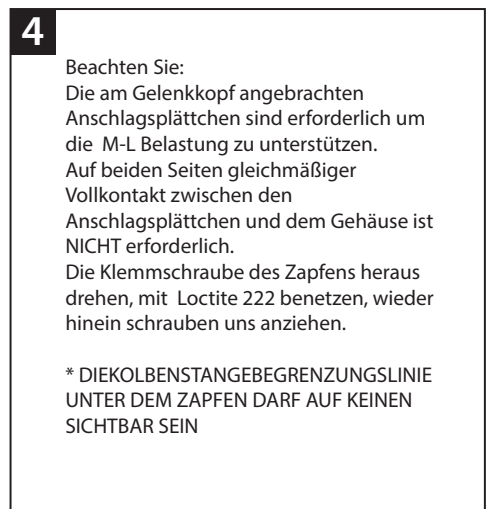 4
Beachten Sie:
Die am Gelenkkopf angebrachten
Anschlagsplättchen sind erforderlich um
die  M-L Belastung zu unterstützen.
Auf beiden Seiten gleichmäßiger
Vollkontakt zwischen den
Anschlagsplättchen und dem Gehäuse ist
NICHT erforderlich.
Die Klemmschraube des Zapfens heraus
drehen, mit  Loctite 222 benetzen, wieder
hinein schrauben uns anziehen.
* DIEKOLBENSTANGEBEGRENZUNGSLINIE
UNTER DEM ZAPFEN DARF AUF KEINEN
SICHTBAR SEIN